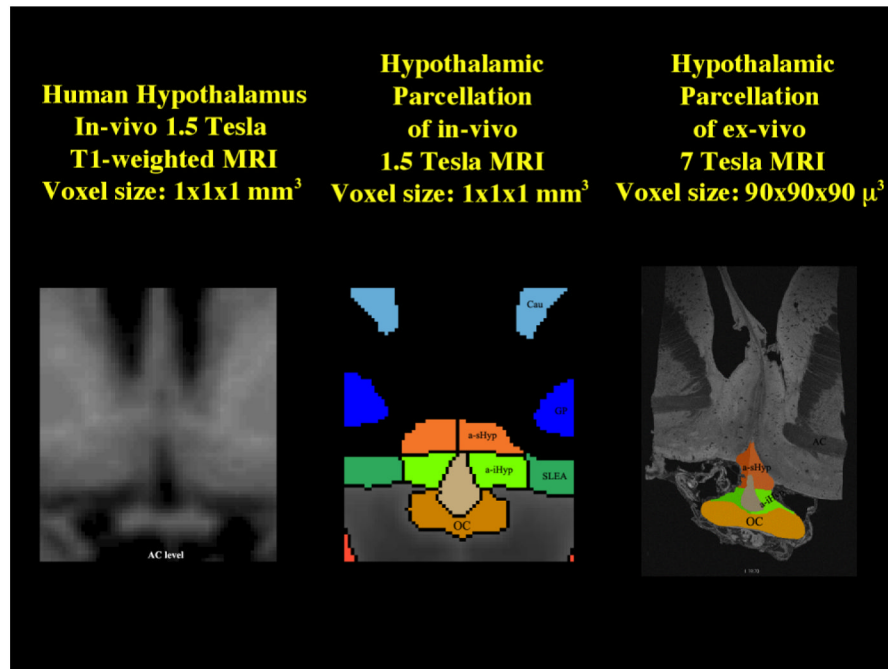 Human Hypothalamus
In-vivo 1.5 Tesla
T1-weighted MRI
Voxel size: 1x1x1 mm³
Hypothalamic
Parcellation
of in-vivo
1.5 Tesla MRI
Voxel size: 1x1x1 mm³
Hypothalamic
Parcellation
of ex-vivo
7 Tesla MRI
Voxel size: 90x90x90 µ³
AC level
Cau
GP
a-sHyp
a-iHyp
SLEA
OC
AC
a-sHyp
a-iHyp
OC